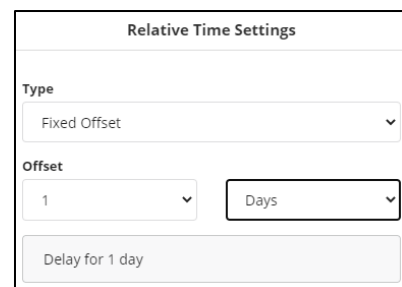 Relative Time Settings
Type
Fixed Offset
Offset
1 Days
Delay for 1 day